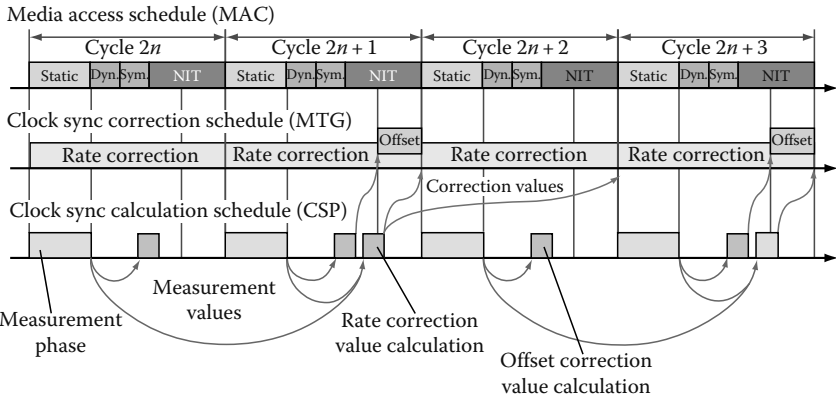 Media access schedule (MAC)
Cycle 2n Cycle 2n + 1 Cycle 2n + 2 Cycle 2n + 3
Static Dyn. Sym. NIT Static Dyn. Sym. NIT Static Dyn. Sym. NIT Static Dyn. Sym. NIT
Clock sync correction schedule (MTG)
Offset Offset
Rate correction Rate correction Rate correction Rate correction
Correction values
Clock sync calculation schedule (CSP)
Measurement
values
Measurement
phase
Rate correction
value calculation
Offset correction
value calculation